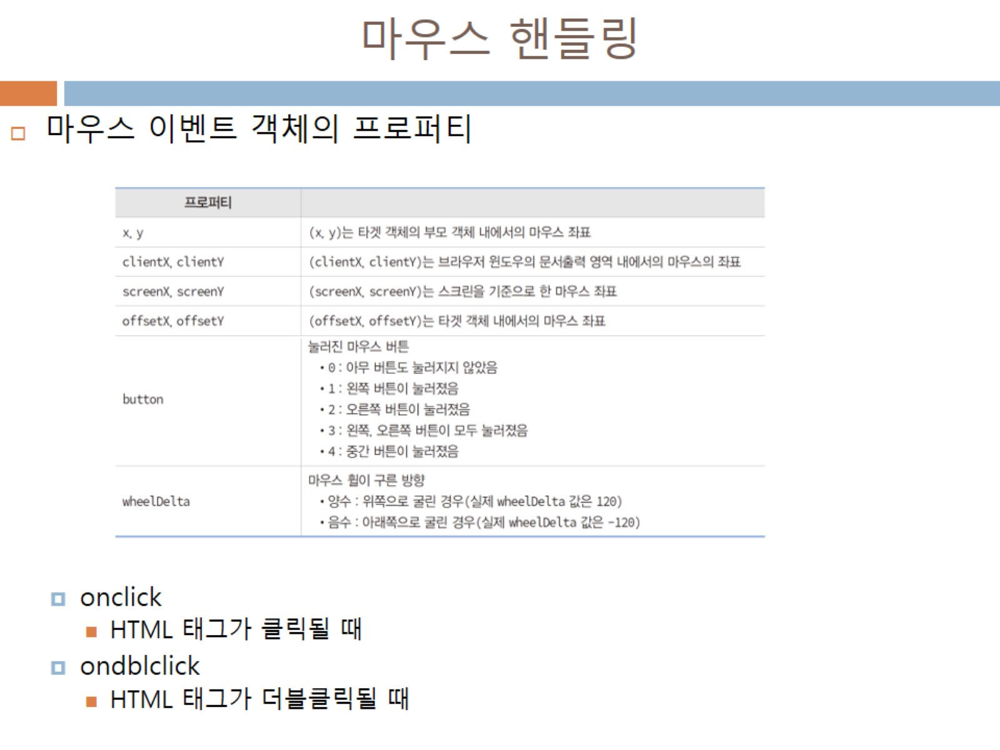 마우스 핸들링
마우스 이벤트 객체의 프로퍼티
프로퍼티
x, y
(x, y)는 타겟 객체의 부모 객체 내에서의 마우스 좌표
clientX, clientY
(clientX, clientY)는 브라우저 윈도우의 문서출력 영역 내에서의 마우스의 좌표
screenX, screenY
(screenX, screenY)는 스크린을 기준으로 한 마우스 좌표
offsetX, offsetY
(offsetX, offsetY)는 타겟 객체 내에서의 마우스 좌표
button
눌러진 마우스 버튼
• 0 : 아무 버튼도 눌러지지 않았음
• 1 : 왼쪽 버튼이 눌러졌음
• 2 : 오른쪽 버튼이 눌러졌음
• 3 : 왼쪽, 오른쪽 버튼이 모두 눌러졌음
• 4 : 중간 버튼이 눌러졌음
wheelDelta
마우스 휠이 구른 방향
• 양수 : 위쪽으로 굴린 경우(실제 wheelDelta 값은 120)
• 음수 : 아래쪽으로 굴린 경우(실제 wheelDelta 값은 -120)
onclick
HTML 태그가 클릭될 때
ondblclick
HTML 태그가 더블클릭될 때